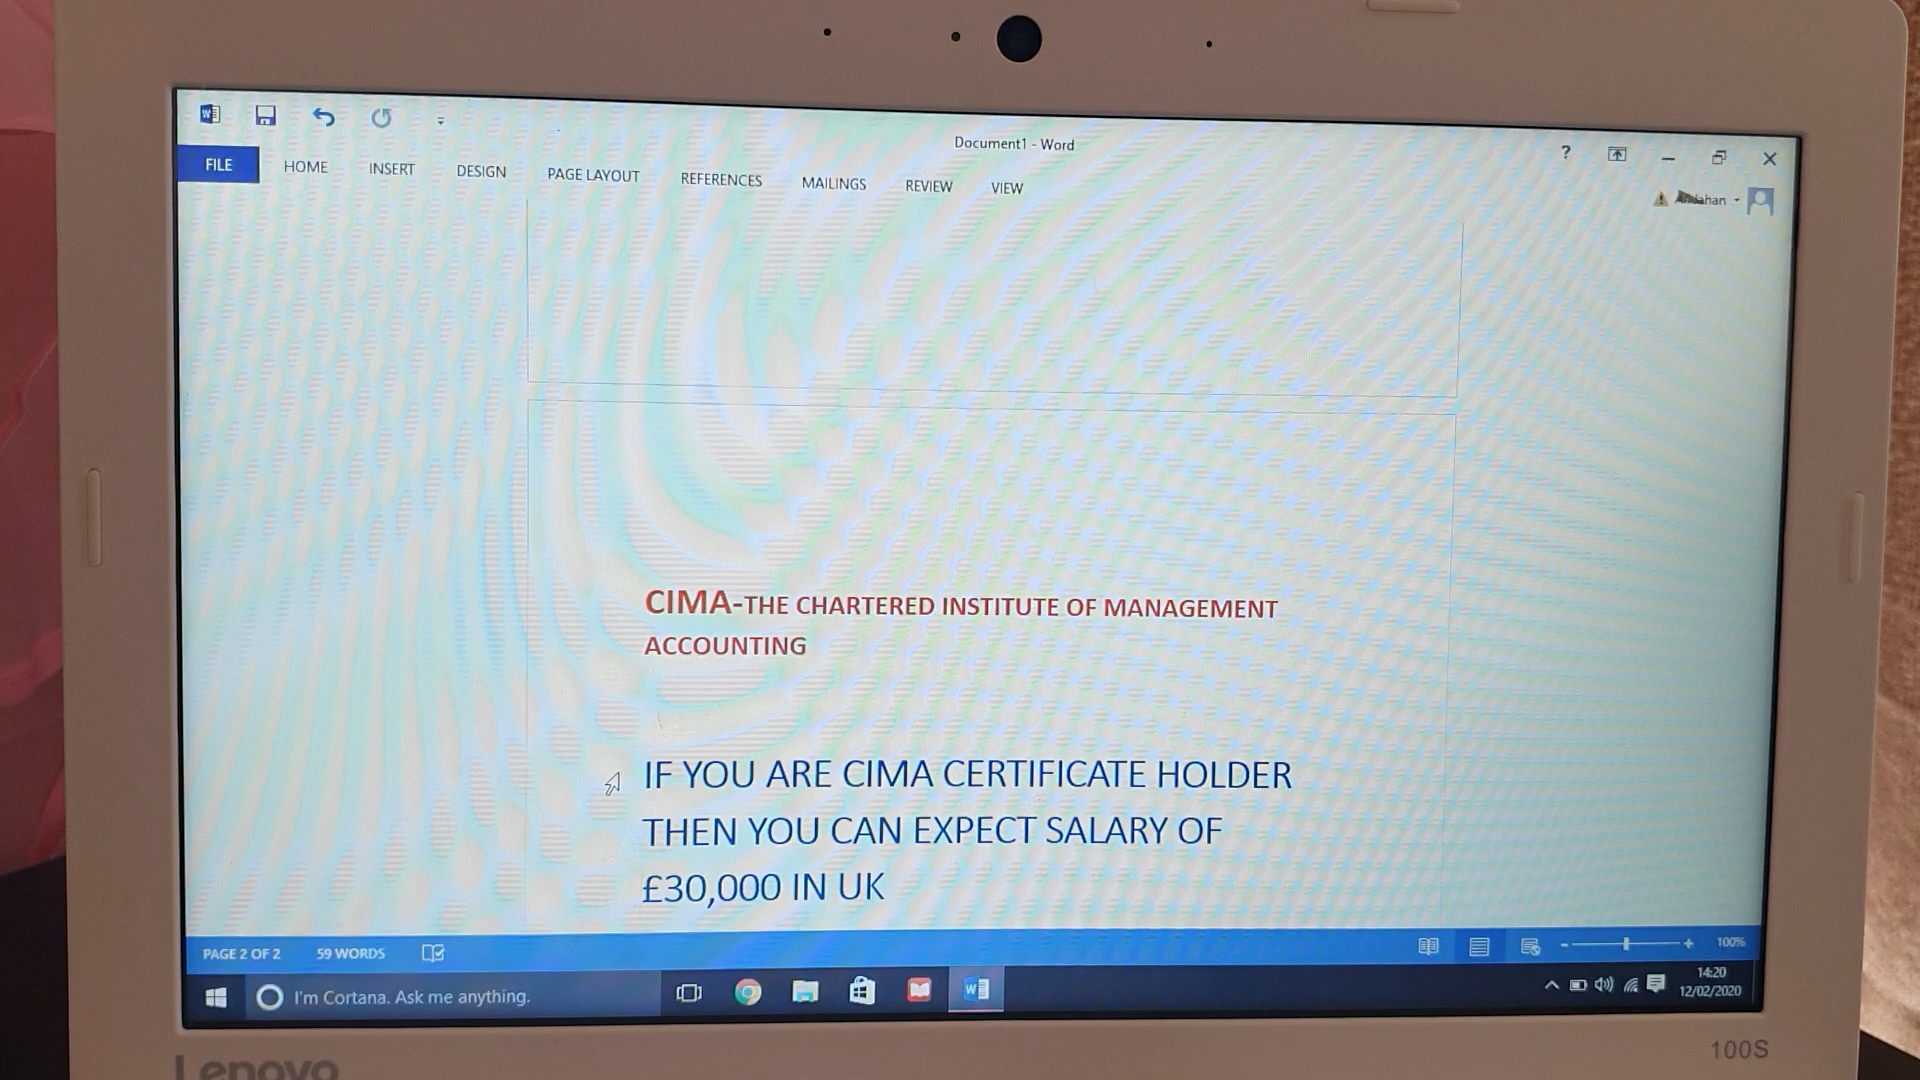 Document1 - Word
FILE HOME INSERT DESIGN PAGE LAYOUT REFERENCES MAILINGS REVIEW VIEW
CIMA-THE CHARTERED INSTITUTE OF MANAGEMENT
ACCOUNTING
IF YOU ARE CIMA CERTIFICATE HOLDER
THEN YOU CAN EXPECT SALARY OF
£30,000 IN UK
PAGE 2 OF 2 59 WORDS 100%
I'm Cortana. Ask me anything.
14:20
12/02/2020
Lenovo
100S